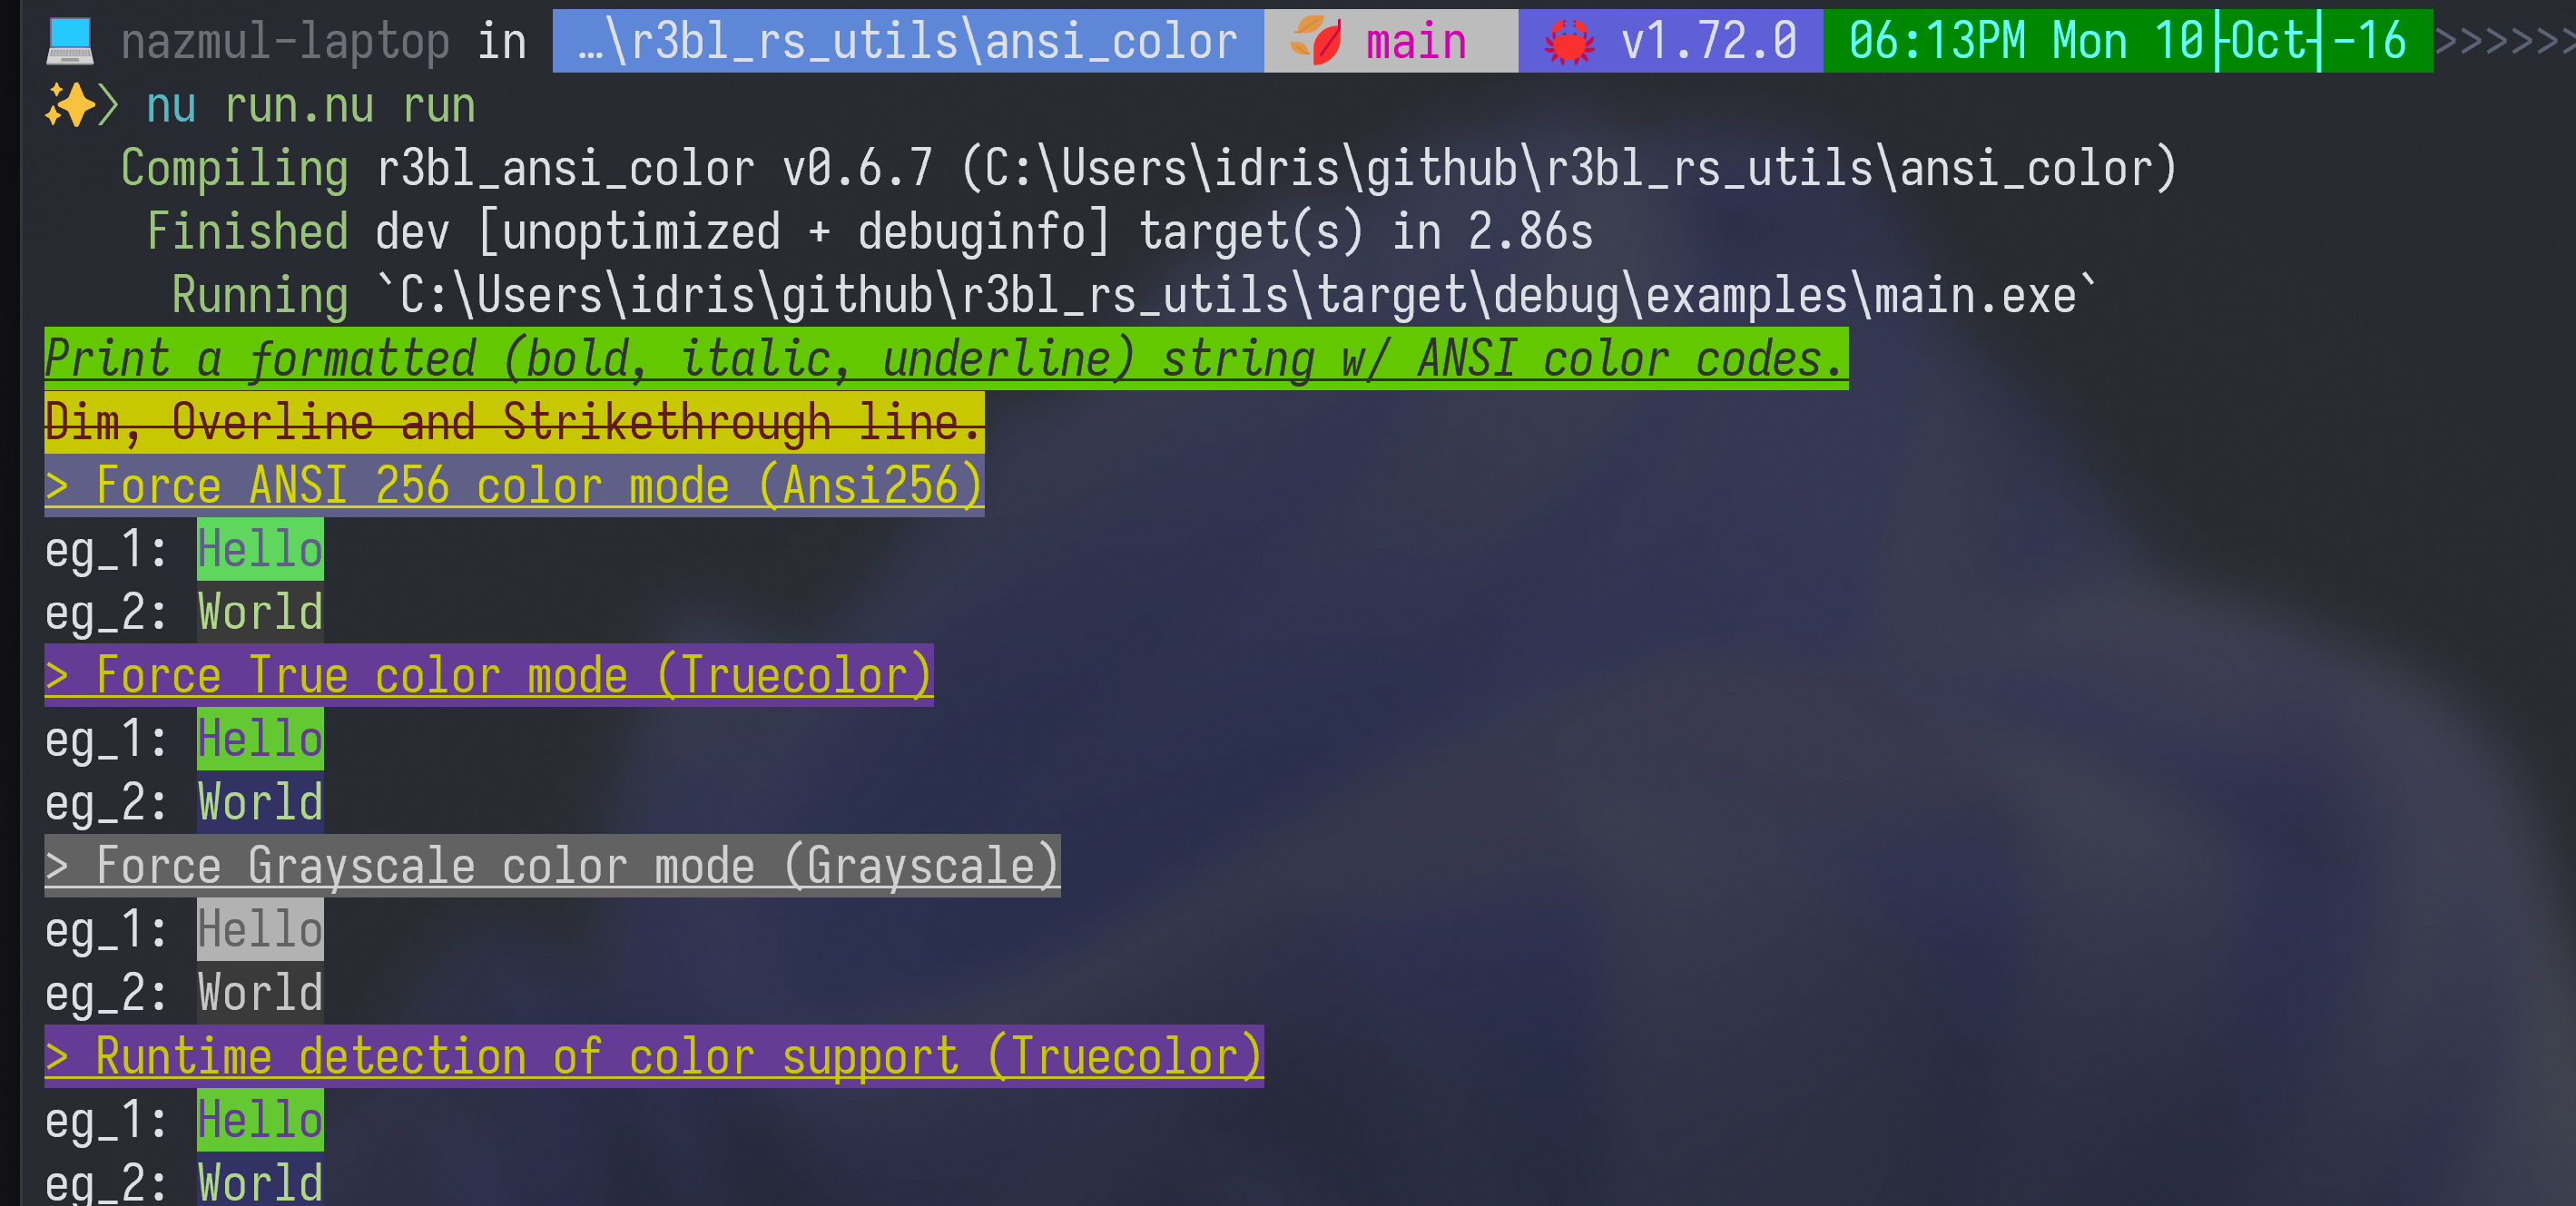 💻 nazmul-laptop in …\r3bl_rs_utils\ansi_color 🍂 main 🦀 v1.72.0 06:13PM Mon 10├Oct┤-16 >>>>>>
✨〉 nu run.nu run
Compiling r3bl_ansi_color v0.6.7 (C:\Users\idris\github\r3bl_rs_utils\ansi_color)
Finished dev [unoptimized + debuginfo] target(s) in 2.86s
Running `C:\Users\idris\github\r3bl_rs_utils\target\debug\examples\main.exe`
Print a formatted (bold, italic, underline) string w/ ANSI color codes.
Dim, Overline and Strikethrough line.
> Force ANSI 256 color mode (Ansi256)
eg_1: Hello
eg_2: World
> Force True color mode (Truecolor)
eg_1: Hello
eg_2: World
> Force Grayscale color mode (Grayscale)
eg_1: Hello
eg_2: World
> Runtime detection of color support (Truecolor)
eg_1: Hello
eg_2: World